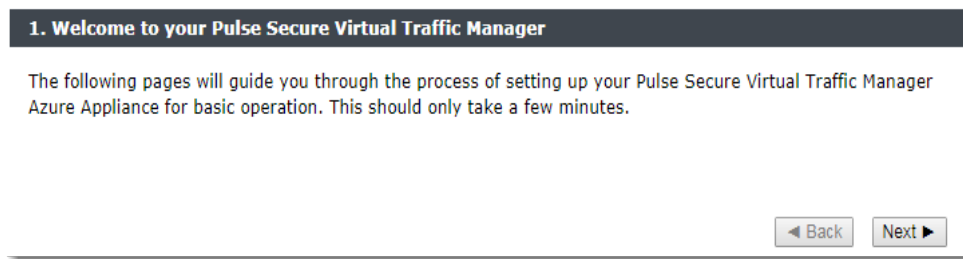 1. Welcome to your Pulse Secure Virtual Traffic Manager
The following pages will guide you through the process of setting up your Pulse Secure Virtual Traffic Manager
Azure Appliance for basic operation. This should only take a few minutes.
◄ Back Next ►